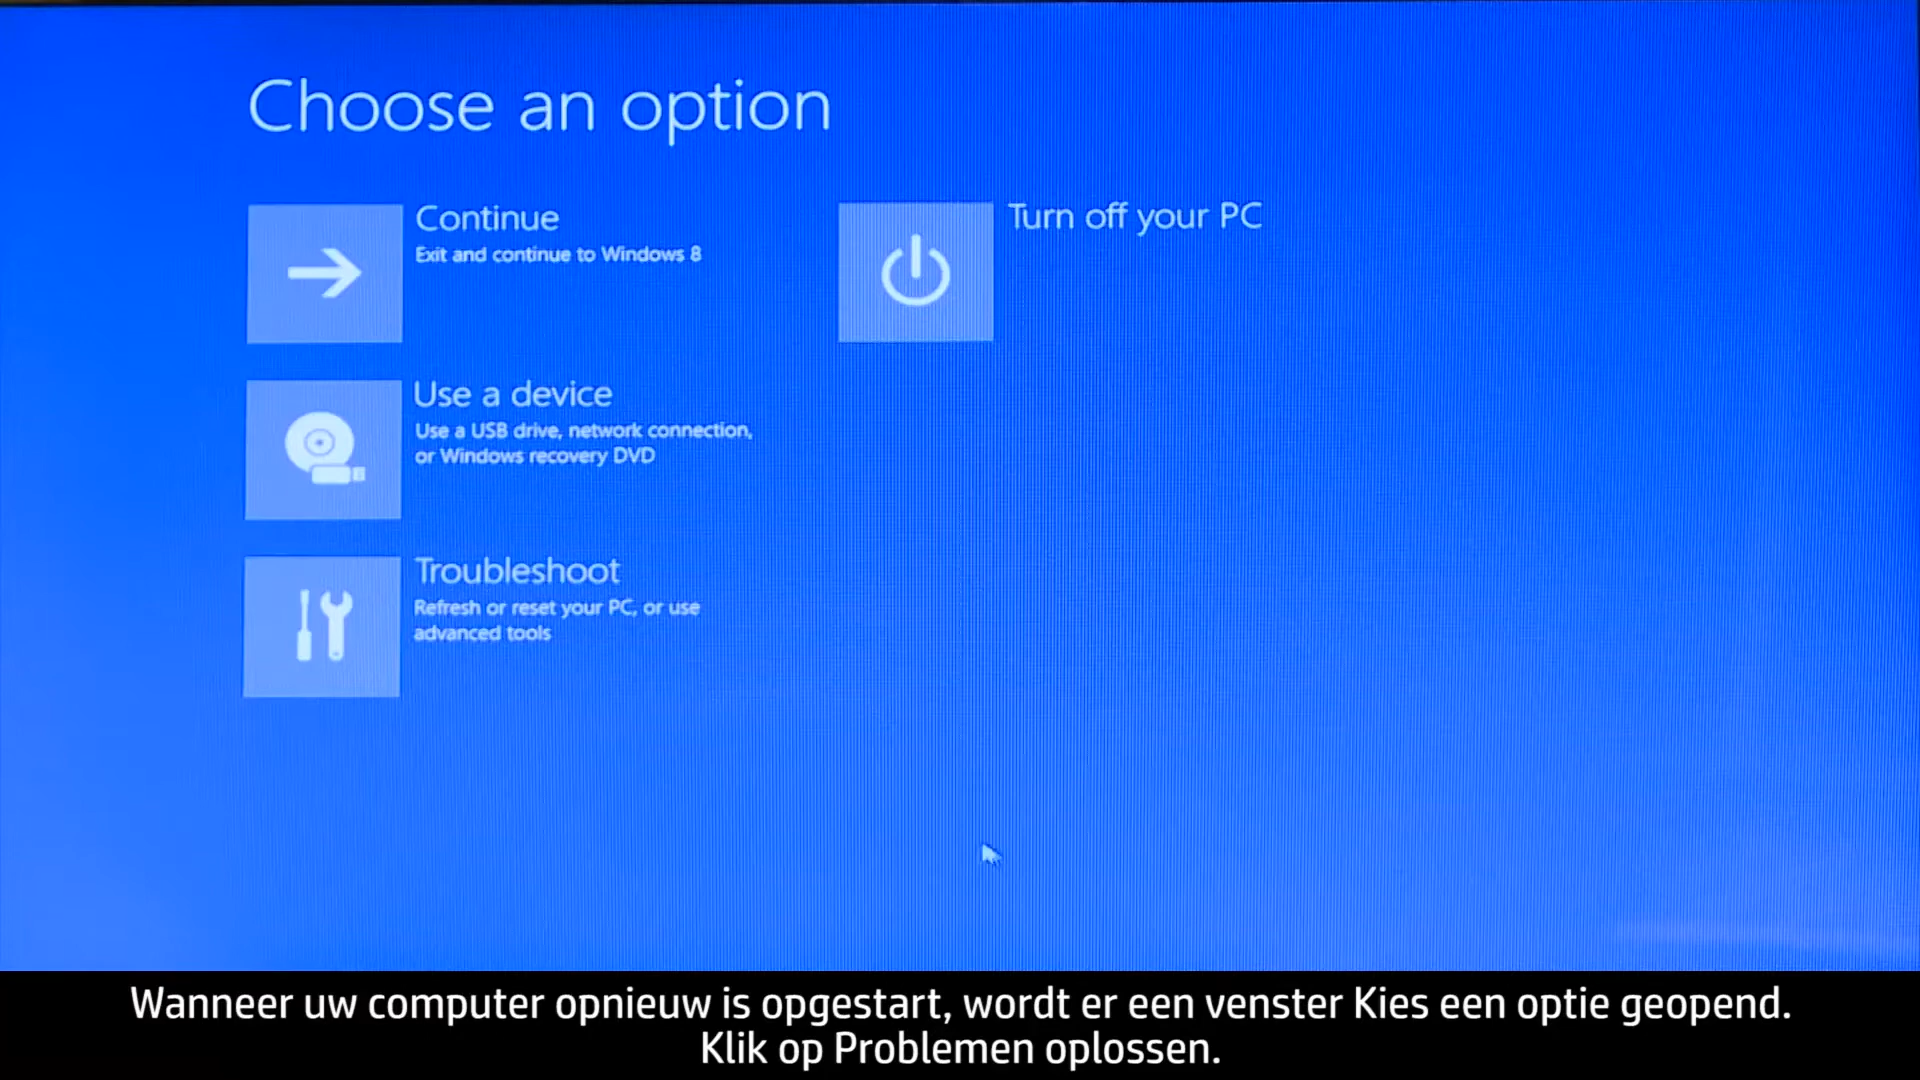 Choose an option
Continue
Exit and continue to Windows 8
Turn off your PC
Use a device
Use a USB drive, network connection,
or Windows recovery DVD
Troubleshoot
Refresh or reset your PC, or use
advanced tools
Wanneer uw computer opnieuw is opgestart, wordt er een venster Kies een optie geopend.
Klik op Problemen oplossen.